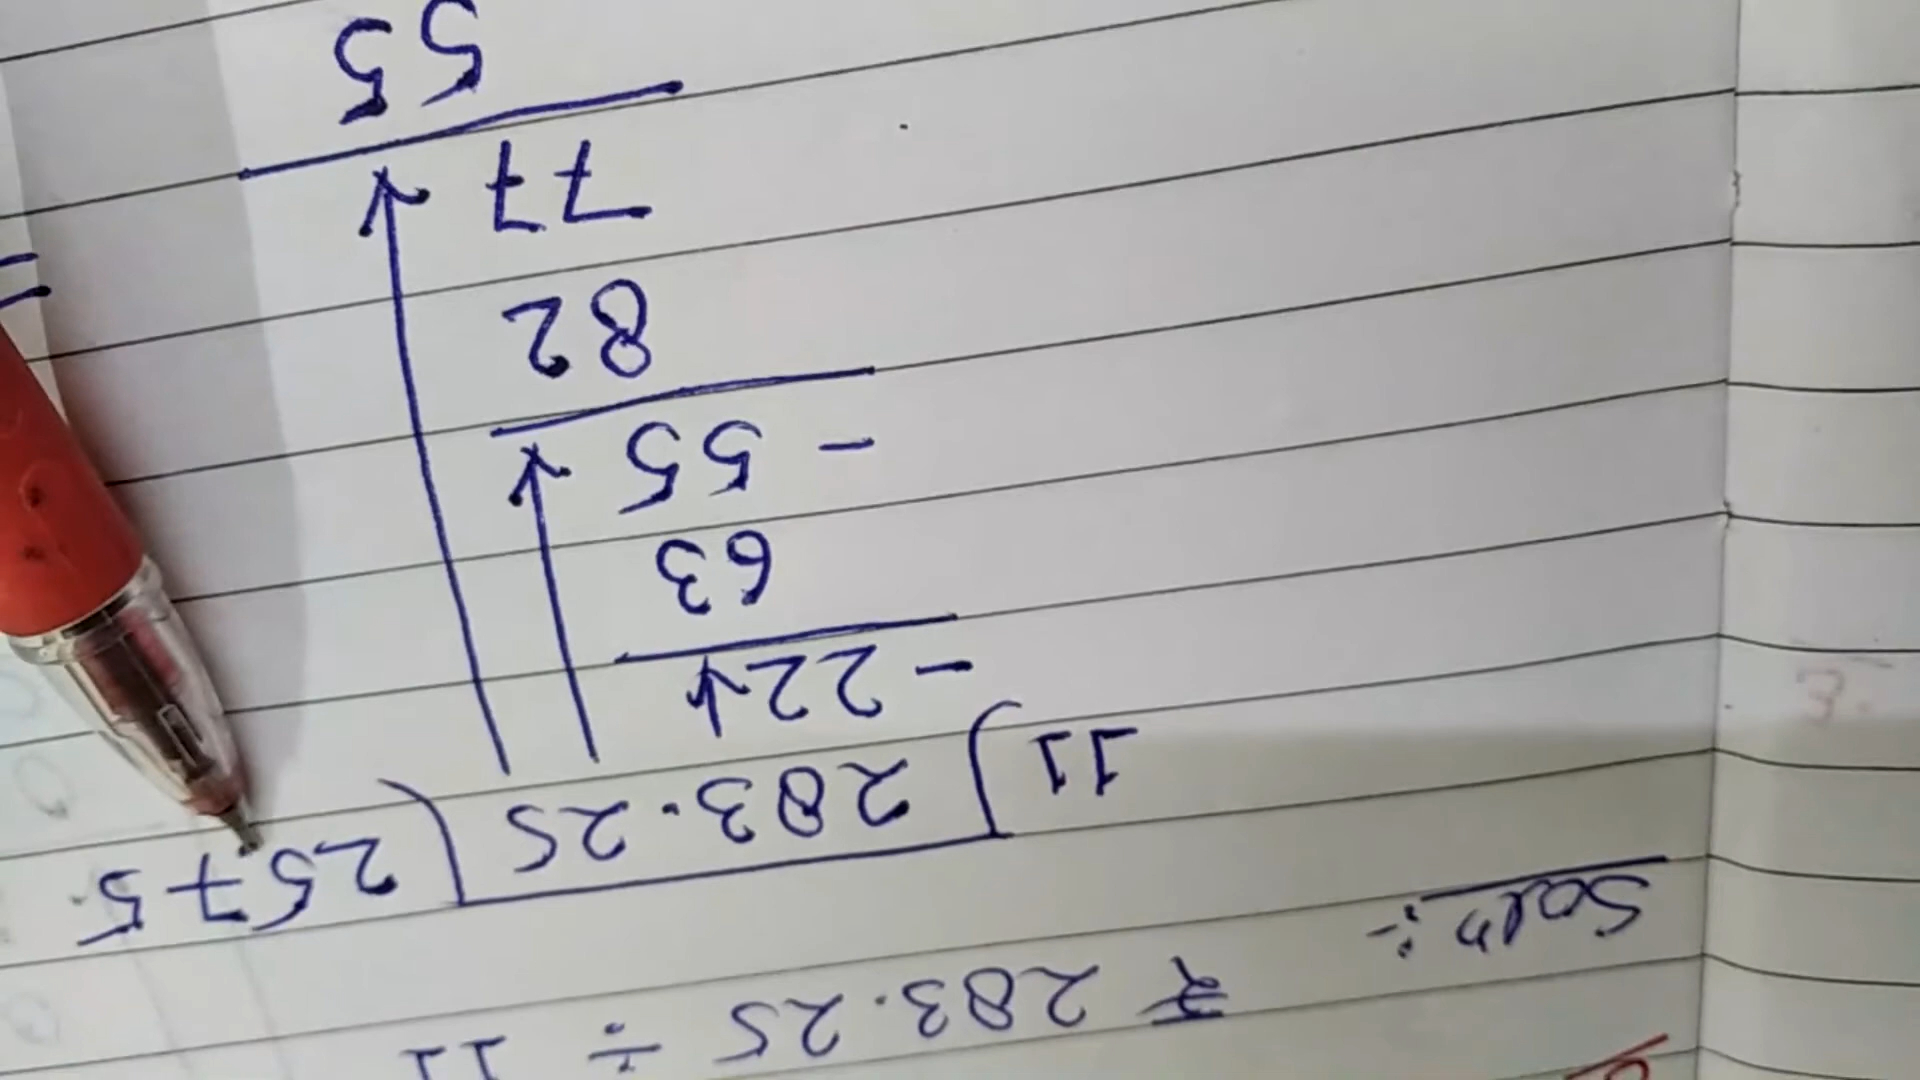 ₹ 283.25 ÷ 11
Soln :-
11) 283.25 (2575
- 22↓
63
- 55
82
77
55